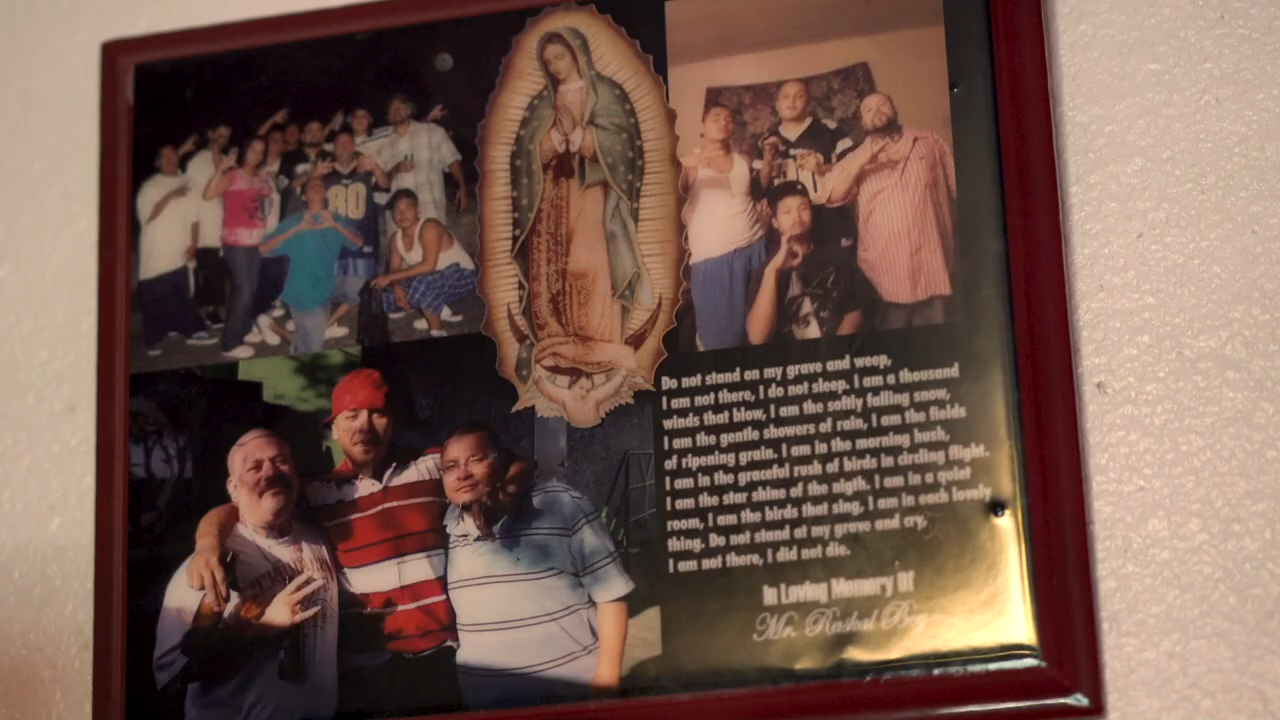 80
Do not stand on my grave and weep,
I am not there, I do not sleep. I am a thousand
winds that blow, I am the softly falling snow,
I am the gentle showers of rain, I am the fields
of ripening grain. I am in the morning hush,
I am in the graceful rush of birds in circling flight.
I am the star shine of the nigth. I am in a quiet
room, I am the birds that sing, I am in each lovely
thing. Do not stand at my grave and cry,
I am not there, I did not die.
In Loving Memory Of
Mr. Raskal Boy